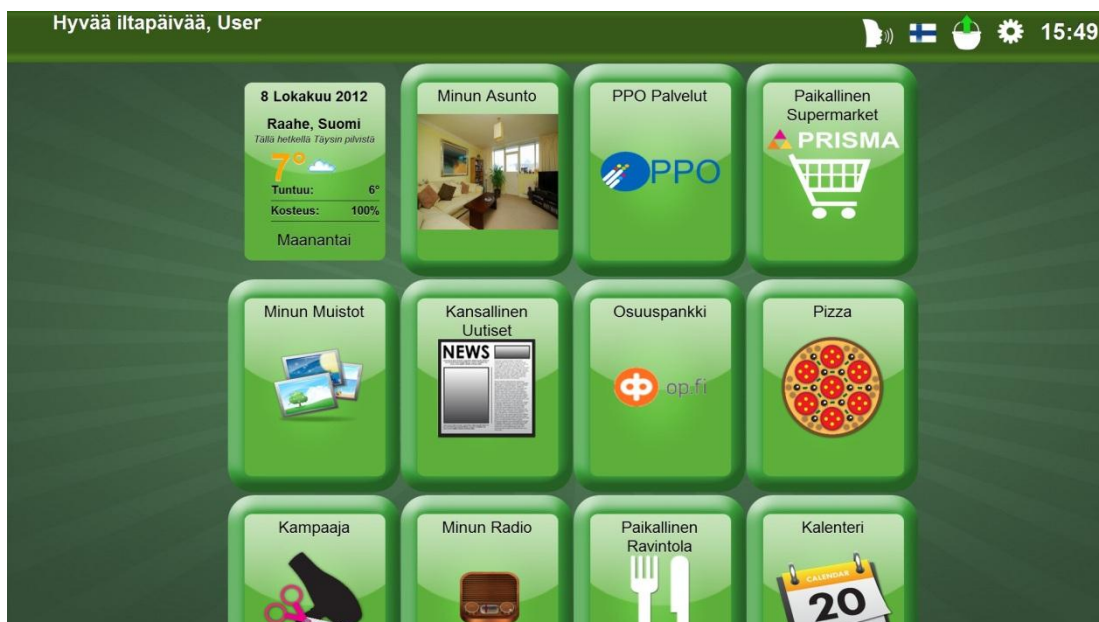 Hyvää iltapäivää, User
15:49
8 Lokakuu 2012
Raahe, Suomi
Tällä hetkellä Täysin pilvistä
7°
Tuntuu: 6°
Kosteus: 100%
Maanantai
Minun Asunto
PPO Palvelut
PPO
Paikallinen
Supermarket
PRISMA
Minun Muistot
Kansallinen
Uutiset
NEWS
Osuuspankki
op.fi
Pizza
Kampaaja
Minun Radio
Paikallinen
Ravintola
Kalenteri
CALENDAR
20